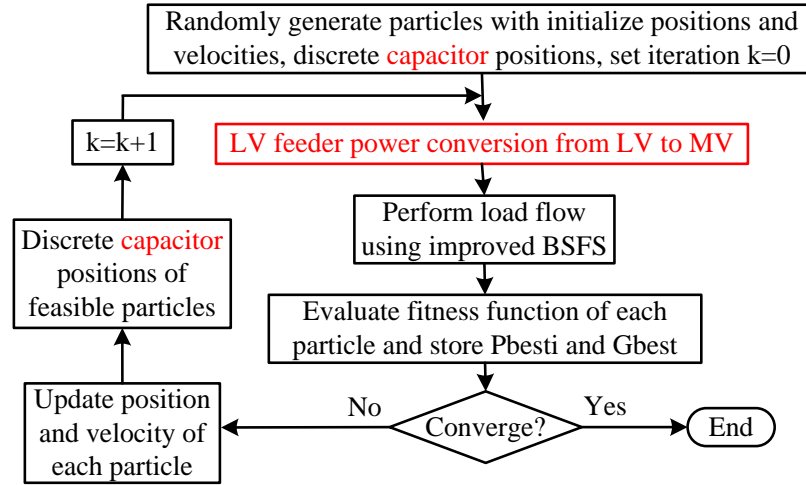 Randomly generate particles with initialize positions and
velocities, discrete capacitor positions, set iteration k=0
k=k+1
LV feeder power conversion from LV to MV
Perform load flow
using improved BSFS
Discrete capacitor
positions of
feasible particles
Evaluate fitness function of each
particle and store Pbesti and Gbest
Update position
and velocity of
each particle
No
Converge?
Yes
End